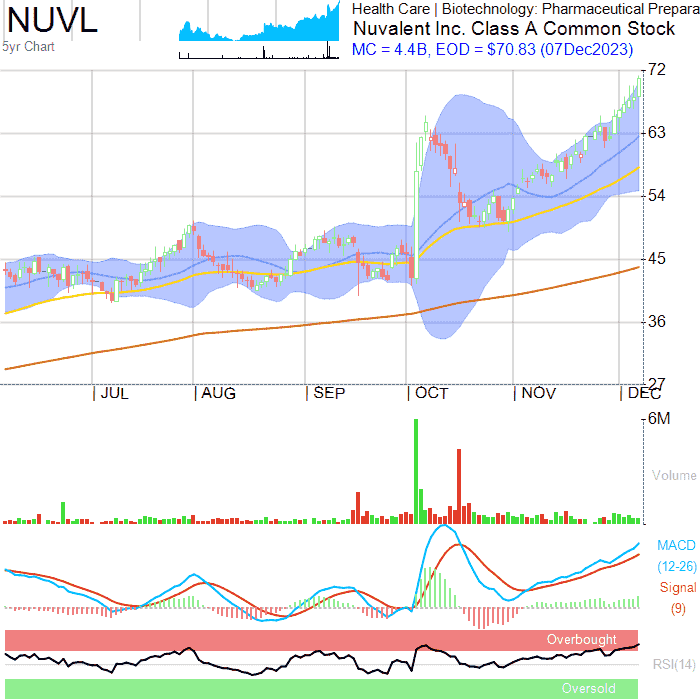 NUVL
5yr Chart
Health Care | Biotechnology: Pharmaceutical Prepara
Nuvalent Inc. Class A Common Stock
MC = 4.4B, EOD = $70.83 (07Dec2023)
72
63
54
45
36
27
JUL AUG SEP OCT NOV DEC
6M
Volume
MACD
(12-26)
Signal
(9)
Overbought
RSI(14)
Oversold